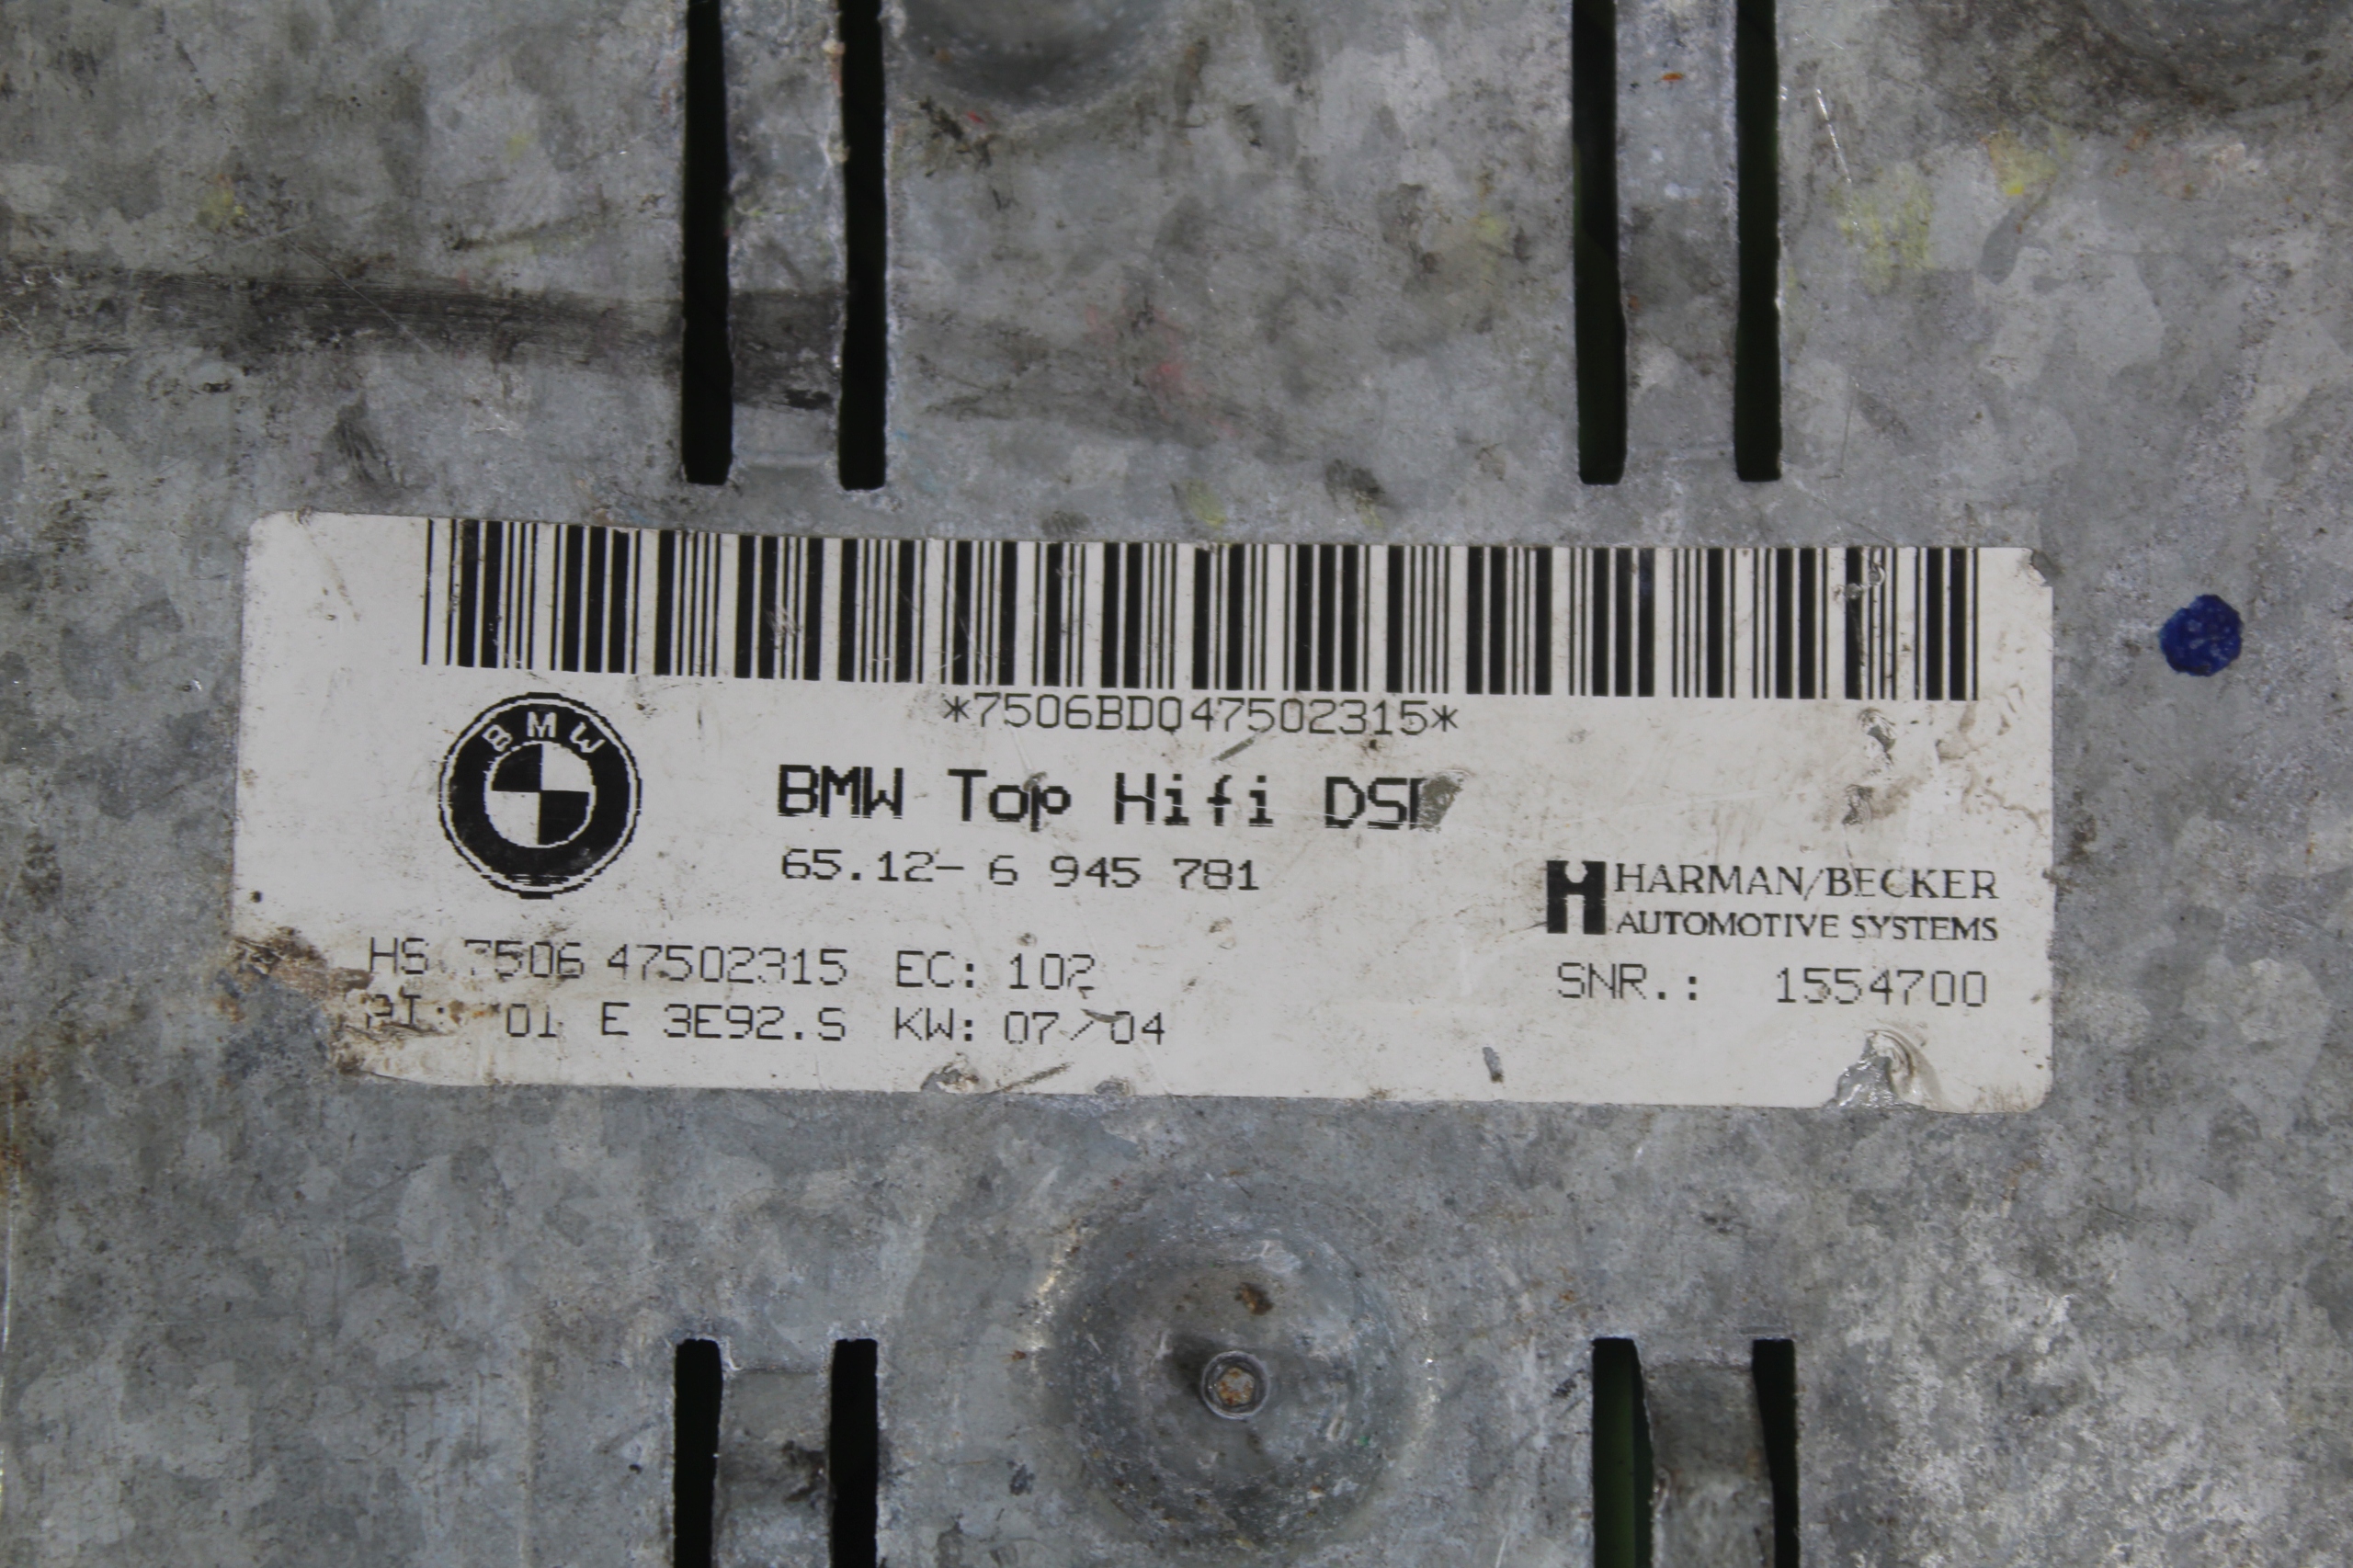 *7506BD047502315*
BMW
BMW Top Hifi DSP
65.12- 6 945 781
HARMAN/BECKER
AUTOMOTIVE SYSTEMS
HS 7506 47502315 EC: 102
SNR.: 1554700
01 E 3E92.S KW: 07/04